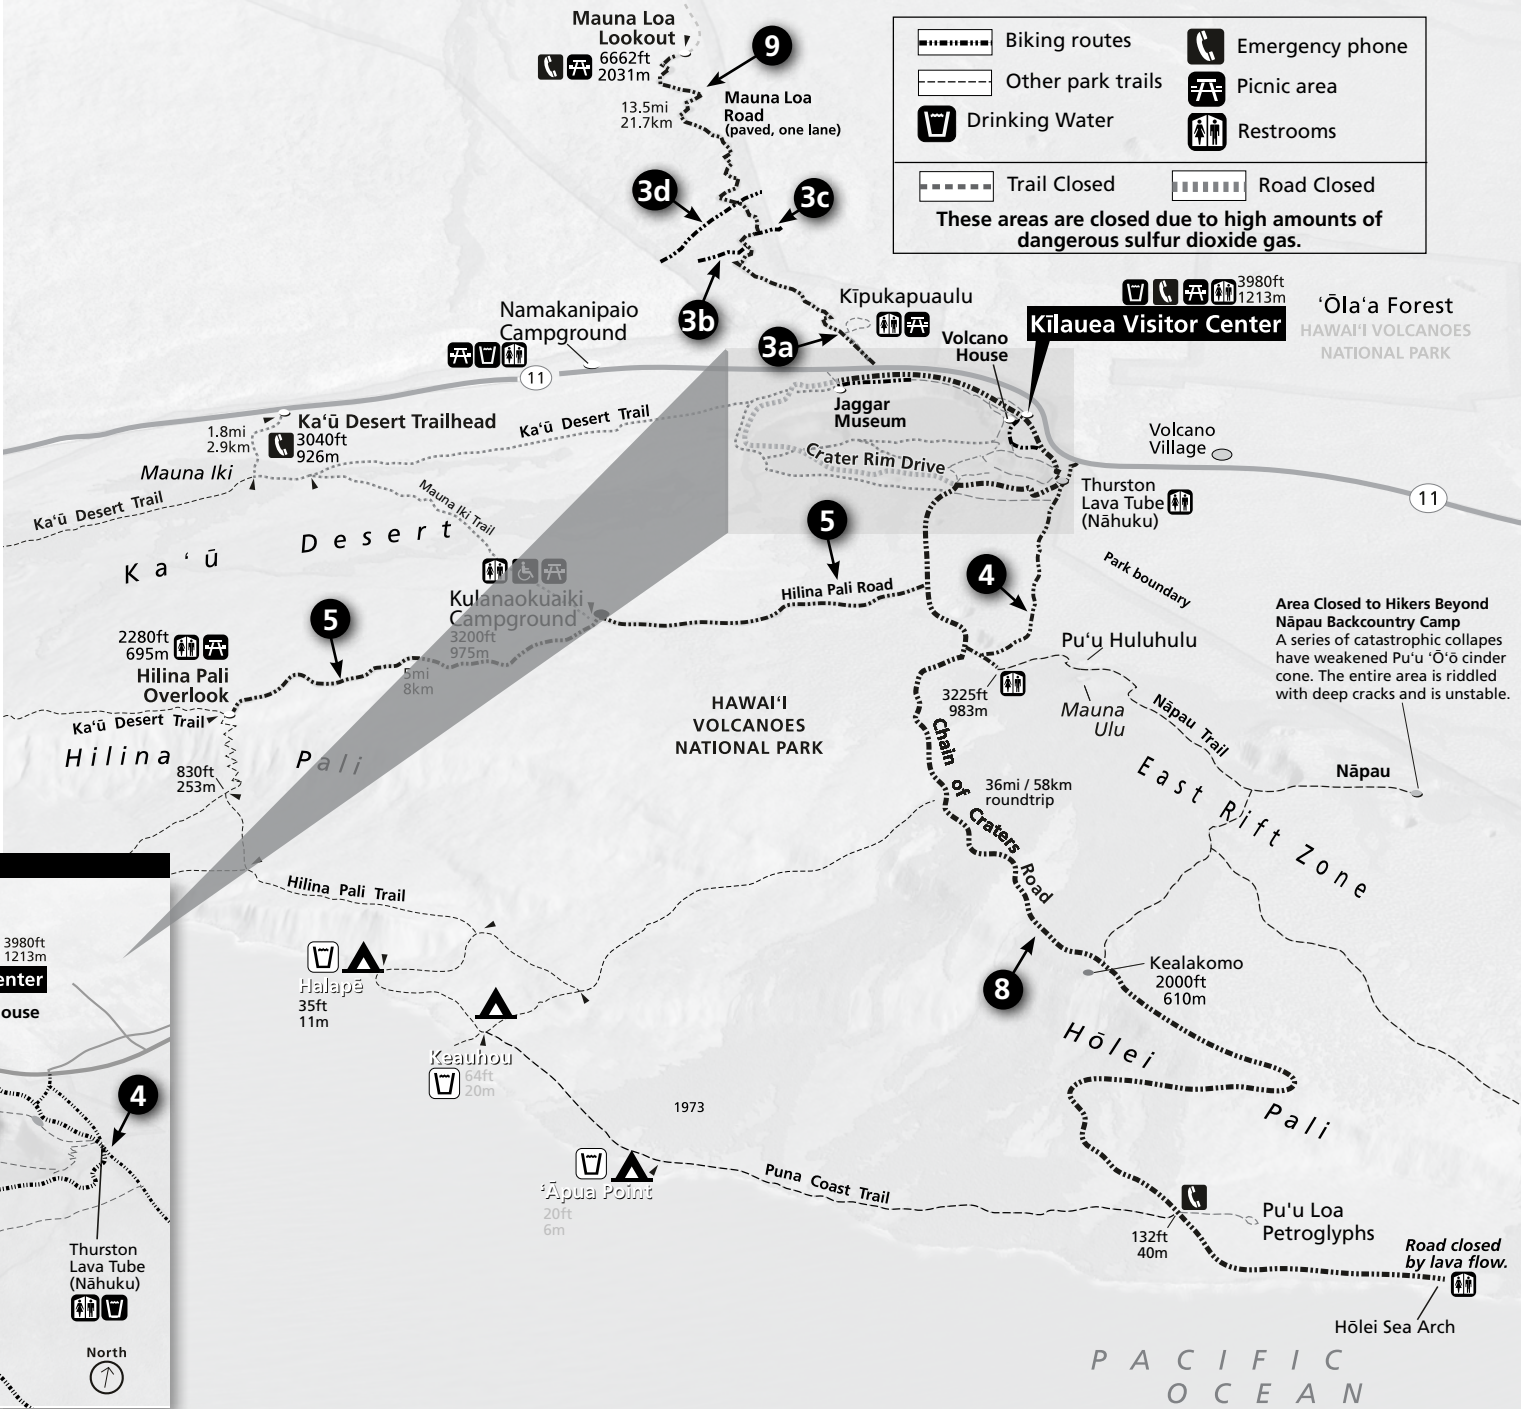 Mauna Loa
Lookout
6662ft
2031m
9
13.5mi
21.7km
Mauna Loa
Road
(paved, one lane)
3d
3c
3b
3a
Biking routes
Emergency phone
Other park trails
Picnic area
Drinking Water
Restrooms
Trail Closed
Road Closed
These areas are closed due to high amounts of
dangerous sulfur dioxide gas.
3980ft
1213m
Kīlauea Visitor Center
ʻŌlaʻa Forest
HAWAIʻI VOLCANOES
NATIONAL PARK
Kīpukapuaulu
Volcano
House
Namakanipaio
Campground
11
Jaggar
Museum
Crater Rim Drive
Volcano
Village
11
Thurston
Lava Tube
(Nāhuku)
1.8mi
2.9km
Kaʻū Desert Trailhead
3040ft
926m
Kaʻū Desert Trail
Mauna Iki
Kaʻū Desert Trail
Mauna Iki Trail
Kaʻū Desert
5
Hilina Pali Road
4
Park boundary
Kulanaokuaiki
Campground
3200ft
975m
5
5mi
8km
2280ft
695m
Hilina Pali
Overlook
Kaʻū Desert Trail
Hilina Pali
830ft
253m
Area Closed to Hikers Beyond
Nāpau Backcountry Camp
A series of catastrophic collapes
have weakened Puʻu ʻŌʻō cinder
cone. The entire area is riddled
with deep cracks and is unstable.
Puʻu Huluhulu
3225ft
983m
Mauna
Ulu
Nāpau Trail
Nāpau
HAWAIʻI
VOLCANOES
NATIONAL PARK
Chain of Craters Road
36mi / 58km
roundtrip
East Rift Zone
Hilina Pali Trail
Halapē
35ft
11m
Keauhou
64ft
20m
8
Kealakomo
2000ft
610m
Hōlei Pali
1973
ʻĀpua Point
20ft
6m
Puna Coast Trail
132ft
40m
Pu'u Loa
Petroglyphs
Road closed
by lava flow.
Hōlei Sea Arch
PACIFIC
OCEAN
3980ft
1213m
enter
ouse
4
Thurston
Lava Tube
(Nāhuku)
North